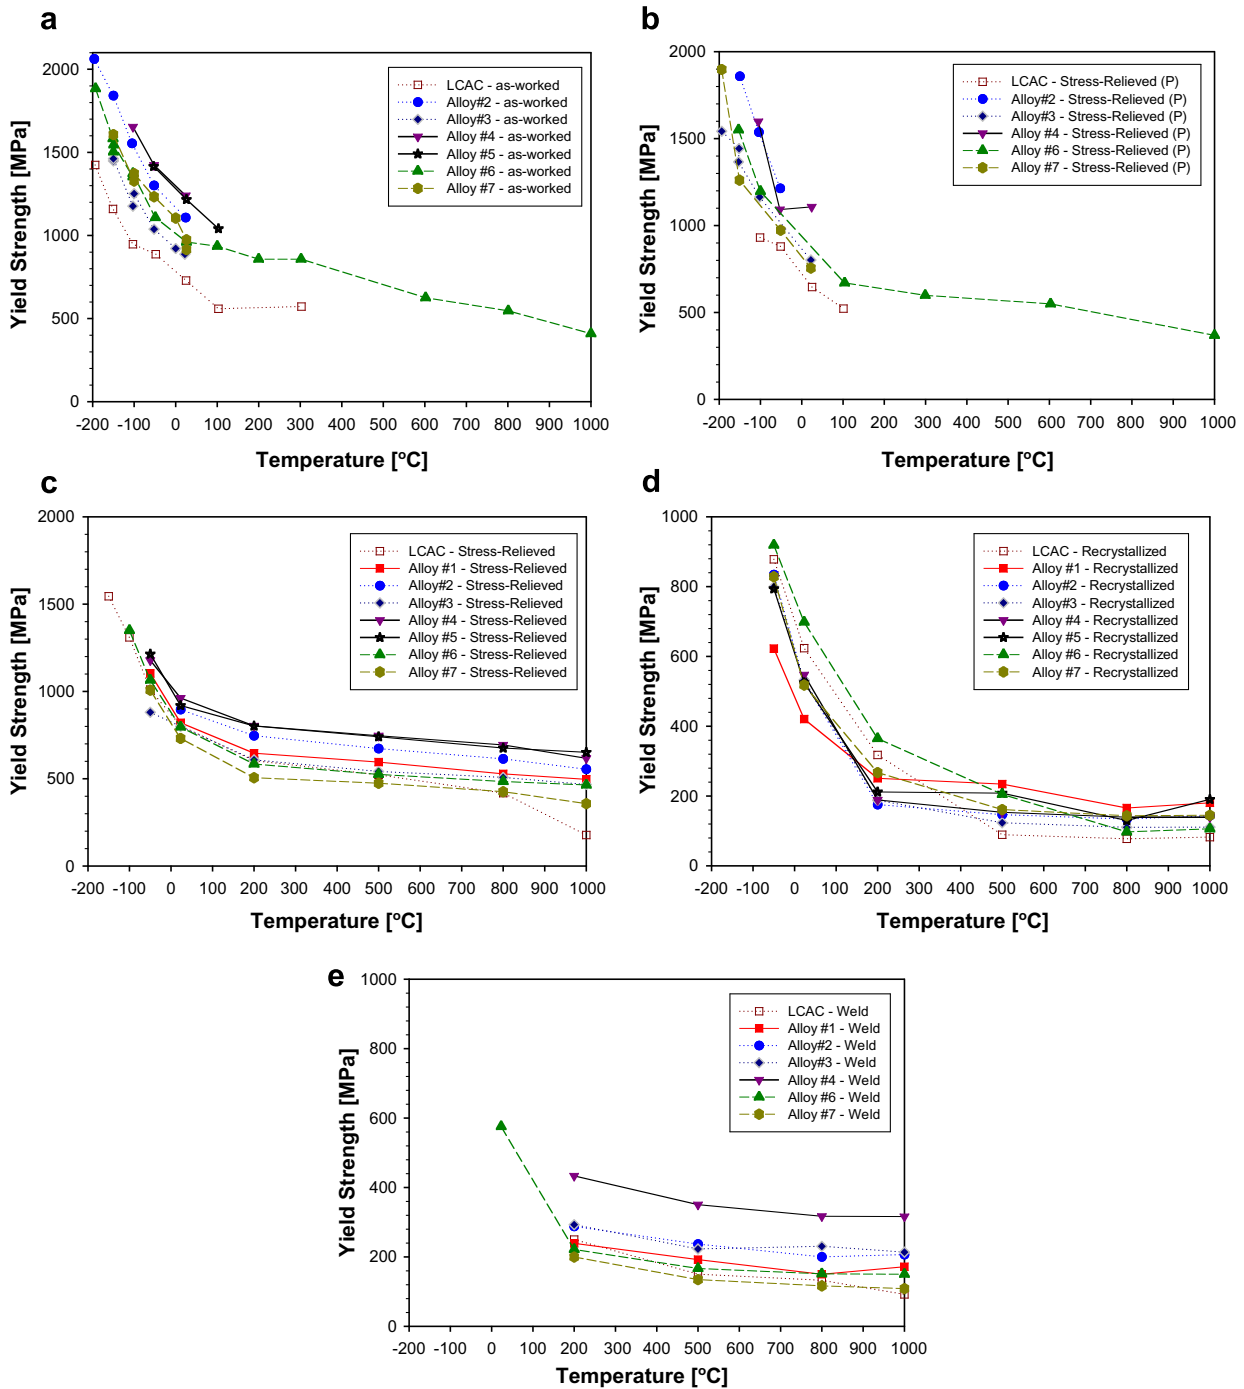 a
Yield Strength [MPa]
2000
1500
1000
500
0
-200 -100 0 100 200 300 400 500 600 700 800 900 1000
Temperature [ºC]
LCAC - as-worked
Alloy#2 - as-worked
Alloy#3 - as-worked
Alloy #4 - as-worked
Alloy #5 - as-worked
Alloy #6 - as-worked
Alloy #7 - as-worked
b
Yield Strength [MPa]
2000
1500
1000
500
0
-200 -100 0 100 200 300 400 500 600 700 800 900 1000
Temperature [ºC]
LCAC - Stress-Relieved (P)
Alloy#2 - Stress-Relieved (P)
Alloy#3 - Stress-Relieved (P)
Alloy #4 - Stress-Relieved (P)
Alloy #6 - Stress-Relieved (P)
Alloy #7 - Stress-Relieved (P)
c
Yield Strength [MPa]
2000
1500
1000
500
0
-200 -100 0 100 200 300 400 500 600 700 800 900 1000
Temperature [ºC]
LCAC - Stress-Relieved
Alloy #1 - Stress-Relieved
Alloy#2 - Stress-Relieved
Alloy#3 - Stress-Relieved
Alloy #4 - Stress-Relieved
Alloy #5 - Stress-Relieved
Alloy #6 - Stress-Relieved
Alloy #7 - Stress-Relieved
d
Yield Strength [MPa]
1000
800
600
400
200
0
-200 -100 0 100 200 300 400 500 600 700 800 900 1000
Temperature [ºC]
LCAC - Recrystallized
Alloy #1 - Recrystallized
Alloy#2 - Recrystallized
Alloy#3 - Recrystallized
Alloy #4 - Recrystallized
Alloy #5 - Recrystallized
Alloy #6 - Recrystallized
Alloy #7 - Recrystallized
e
Yield Strength [MPa]
1000
800
600
400
200
0
-200 -100 0 100 200 300 400 500 600 700 800 900 1000
Temperature [ºC]
LCAC - Weld
Alloy #1 - Weld
Alloy#2 - Weld
Alloy#3 - Weld
Alloy #4 - Weld
Alloy #6 - Weld
Alloy #7 - Weld